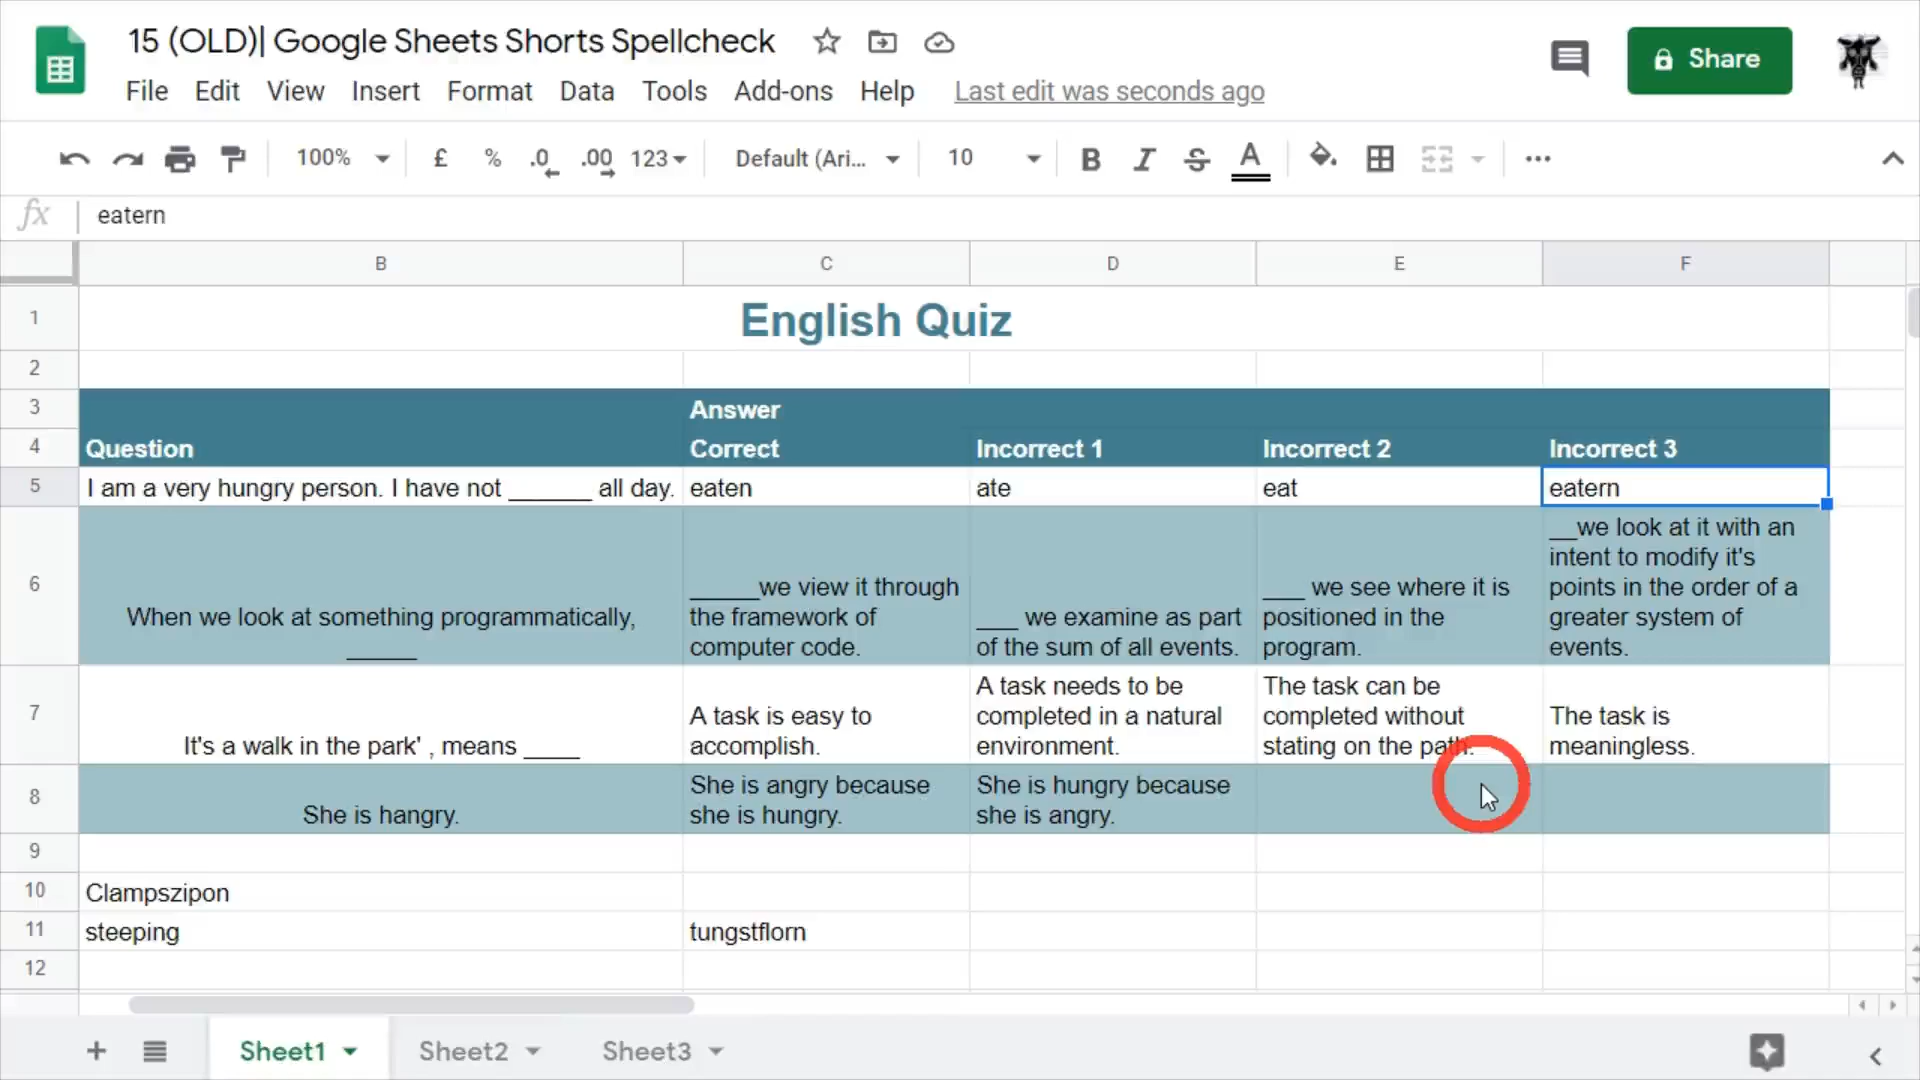 15 (OLD)| Google Sheets Shorts Spellcheck
Share
File Edit View Insert Format Data Tools Add-ons Help Last edit was seconds ago
100% £ % .0 .00 123 Default (Ari... 10 B I S A
fx eatern
B C D E F
1 English Quiz
2
3 Answer
4 Question Correct Incorrect 1 Incorrect 2 Incorrect 3
5 I am a very hungry person. I have not ______ all day. eaten ate eat eatern
6
When we look at something programmatically,
_____
_____we view it through
the framework of
computer code.
___ we examine as part
of the sum of all events.
___ we see where it is
positioned in the
program.
__we look at it with an
intent to modify it's
points in the order of a
greater system of
events.
7
It's a walk in the park' , means ____
A task is easy to
accomplish.
A task needs to be
completed in a natural
environment.
The task can be
completed without
stating on the path.
The task is
meaningless.
8
She is hangry.
She is angry because
she is hungry.
She is hungry because
she is angry.
9
10 Clampszipon
11 steeping tungstflorn
12
Sheet1 Sheet2 Sheet3